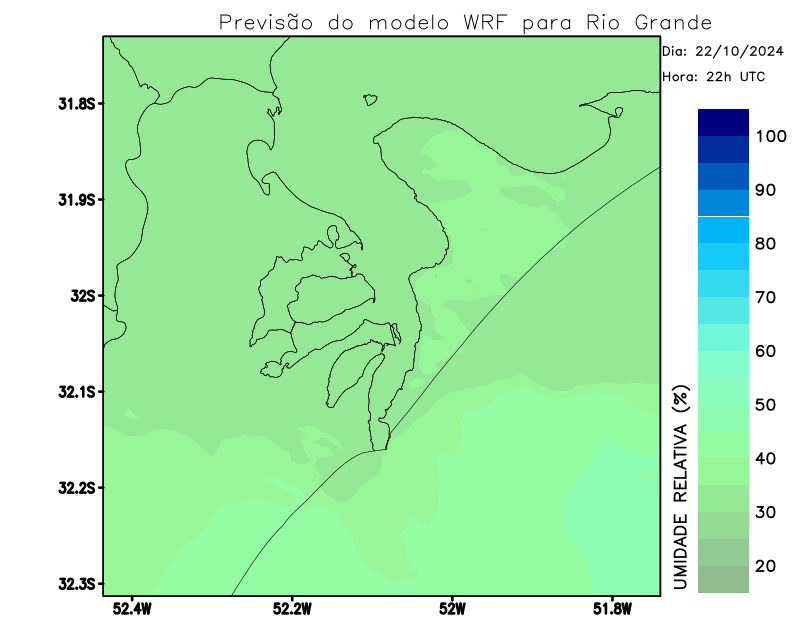 Previsão do modelo WRF para Rio Grande
Dia: 22/10/2024
Hora: 22h UTC
31.8S
31.9S
32S
32.1S
32.2S
32.3S
52.4W
52.2W
52W
51.8W
UMIDADE RELATIVA (%)
100
90
80
70
60
50
40
30
20